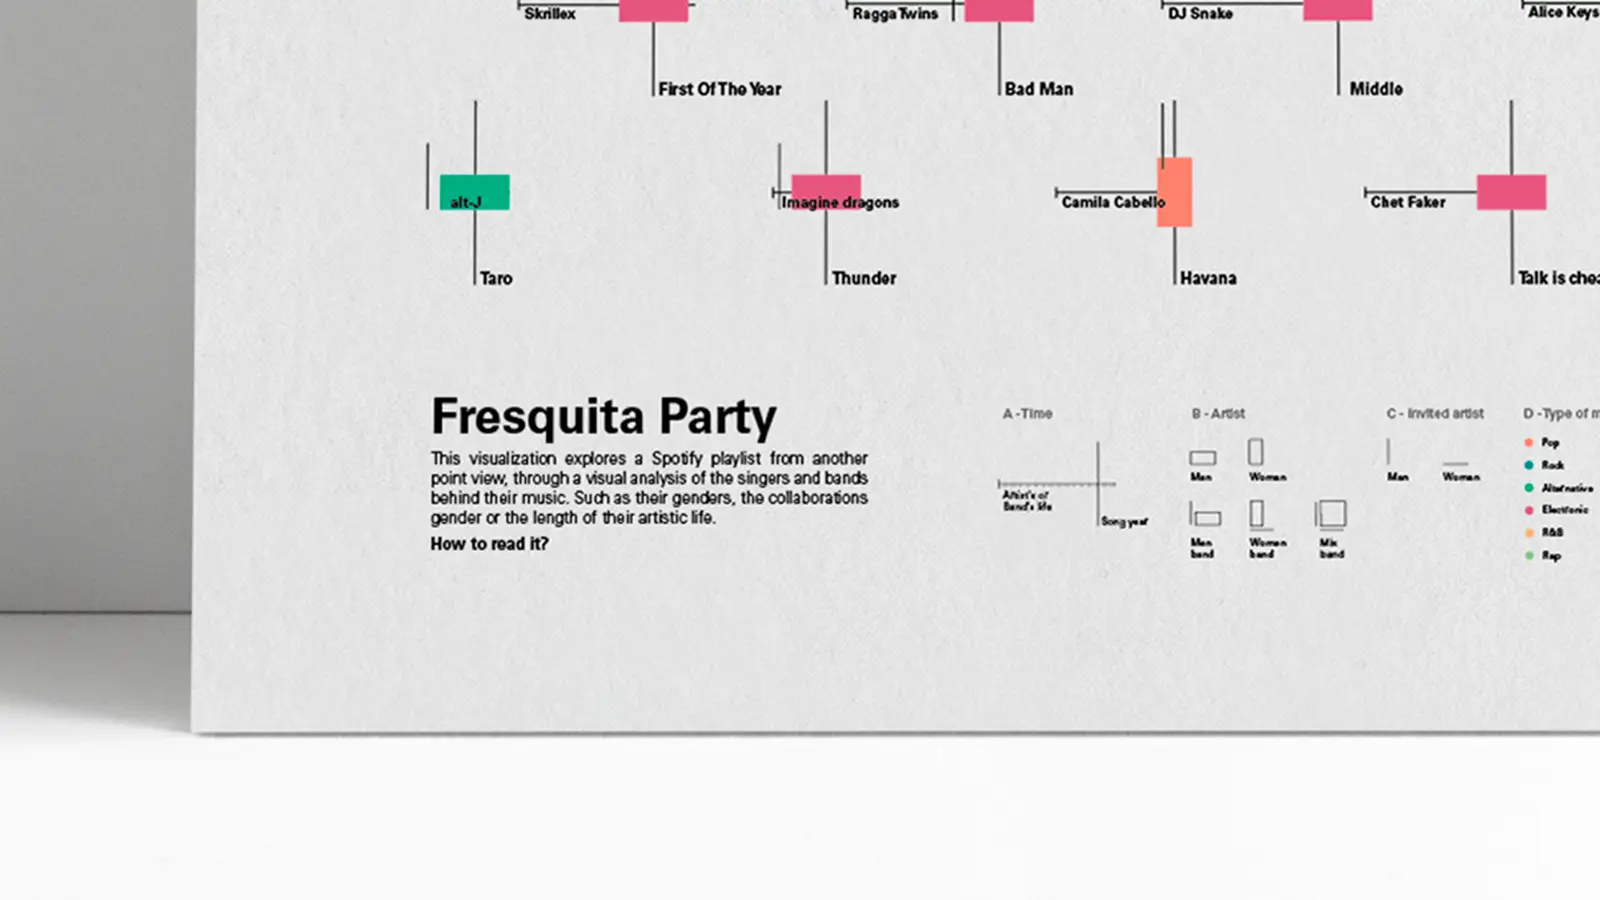 Skrillex
Ragga Twins
DJ Snake
Alice Keys
First Of The Year
Bad Man
Middle
alt-J
Imagine dragons
Camila Cabello
Chet Faker
Taro
Thunder
Havana
Talk is chea
Fresquita Party
This visualization explores a Spotify playlist from another
point view, through a visual analysis of the singers and bands
behind their music. Such as their genders, the collaborations
gender or the length of their artistic life.
How to read it?
A -Time
Artist's of
Band's life
Song year
B - Artist
Man
Woman
Men
band
Women
band
Mix
band
C - Invited artist
Man
Woman
D -Type of m
Pop
Rock
Alternative
Electronic
R&B
Rap